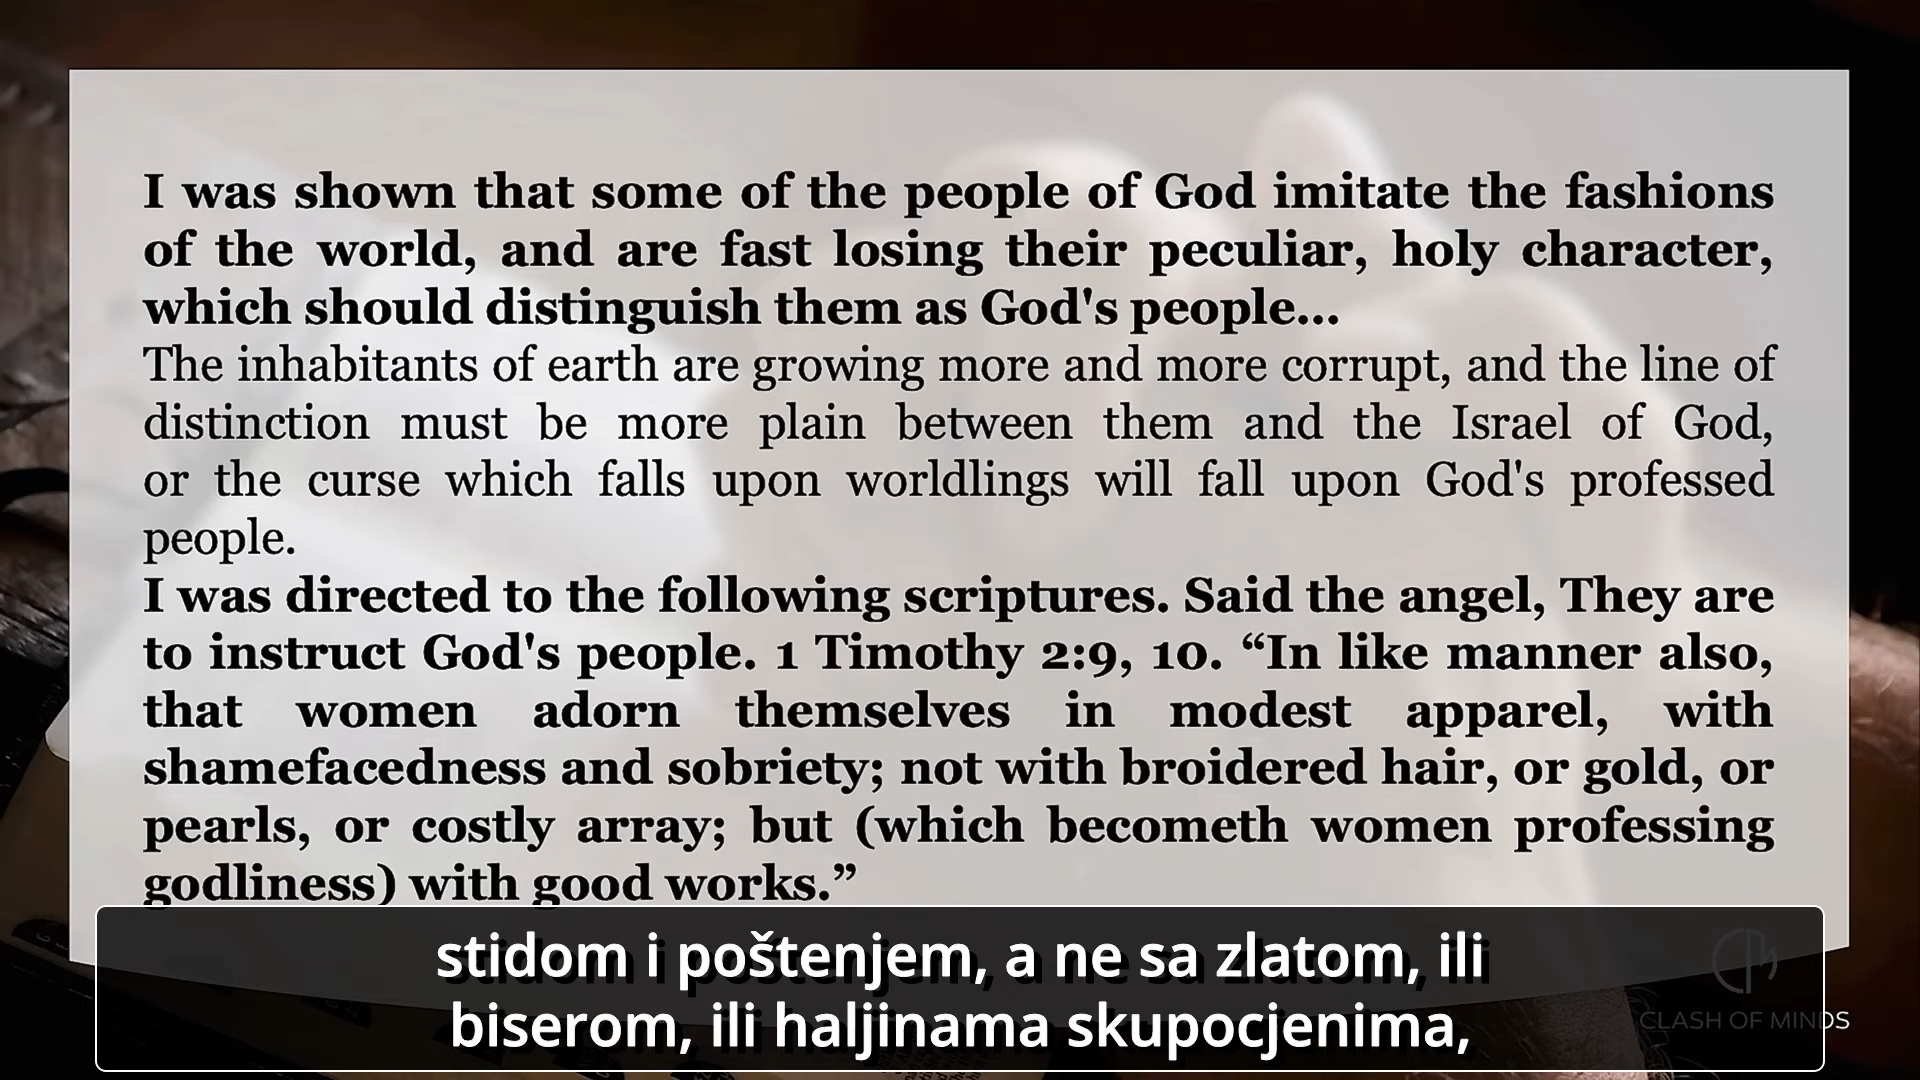 I was shown that some of the people of God imitate the fashions
of the world, and are fast losing their peculiar, holy character,
which should distinguish them as God's people...
The inhabitants of earth are growing more and more corrupt, and the line of
distinction must be more plain between them and the Israel of God,
or the curse which falls upon worldlings will fall upon God's professed
people.
I was directed to the following scriptures. Said the angel, They are
to instruct God's people. 1 Timothy 2:9, 10. “In like manner also,
that women adorn themselves in modest apparel, with
shamefacedness and sobriety; not with broidered hair, or gold, or
pearls, or costly array; but (which becometh women professing
godliness) with good works.”
stidom i poštenjem, a ne sa zlatom, ili
biserom, ili haljinama skupocjenima,
CLASH OF MINDS